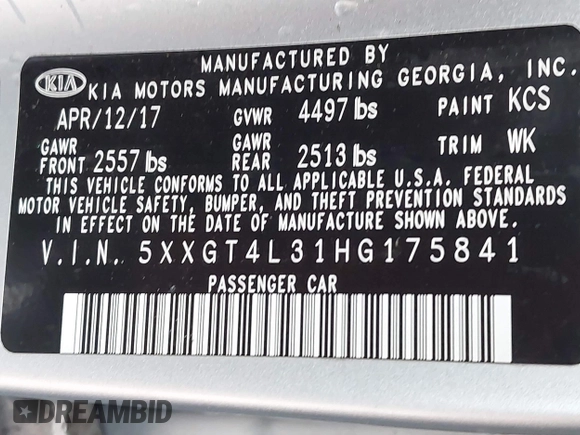 MANUFACTURED BY
KIA KIA MOTORS MANUFACTURING GEORGIA, INC.
APR/12/17 GVWR 4497 lbs PAINT KCS
GAWR FRONT 2557 lbs GAWR REAR 2513 lbs TRIM WK
THIS VEHICLE CONFORMS TO ALL APPLICABLE U.S.A. FEDERAL
MOTOR VEHICLE SAFETY, BUMPER, AND THEFT PREVENTION STANDARDS
IN EFFECT ON THE DATE OF MANUFACTURE SHOWN ABOVE.
V.I.N. 5XXGT4L31HG175841
PASSENGER CAR
DREAMBID